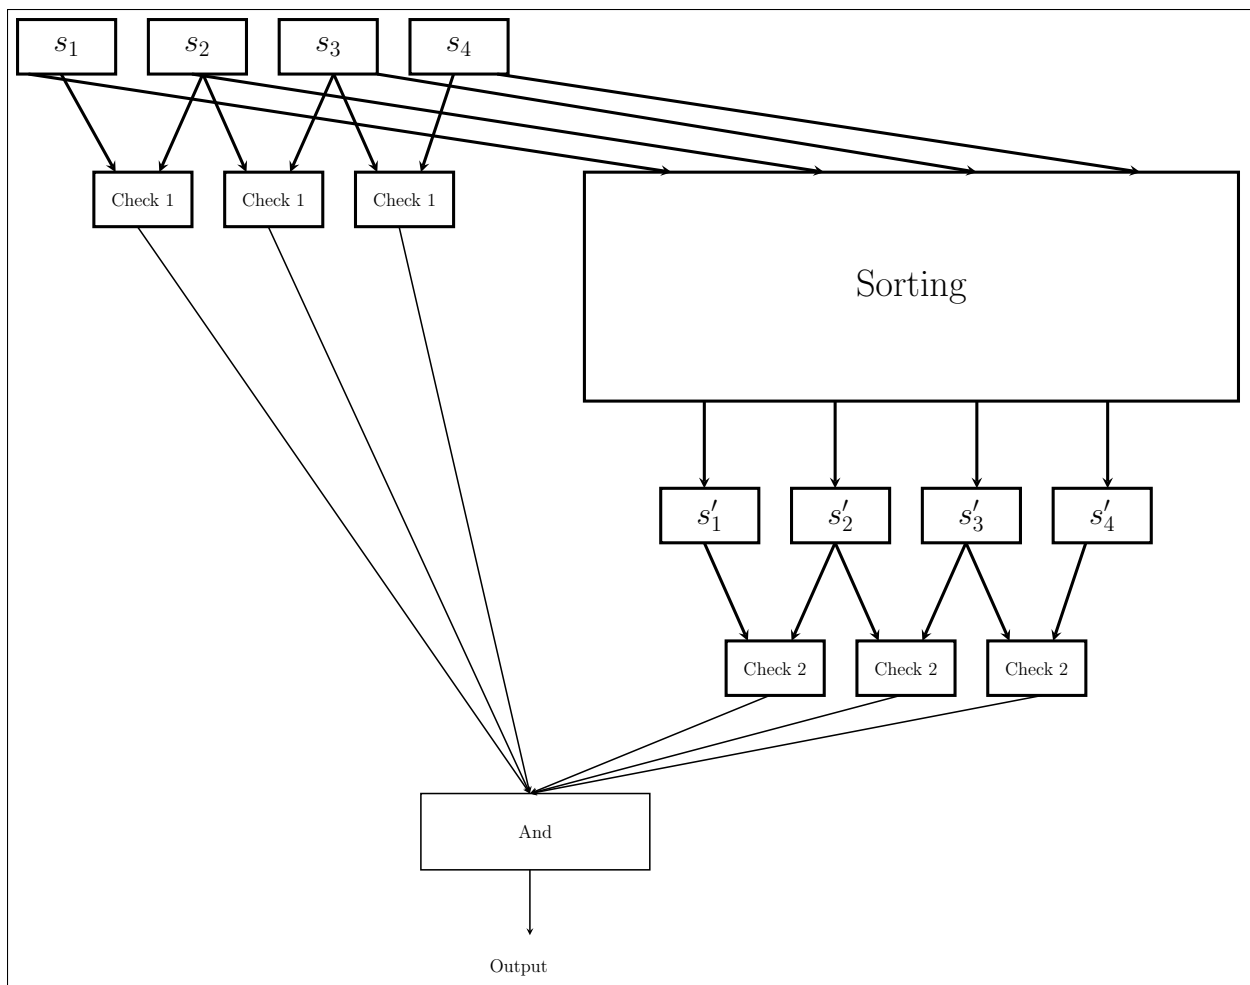 s₁ s₂ s₃ s₄
Check 1 Check 1 Check 1
Sorting
s′₁ s′₂ s′₃ s′₄
Check 2 Check 2 Check 2
And
Output